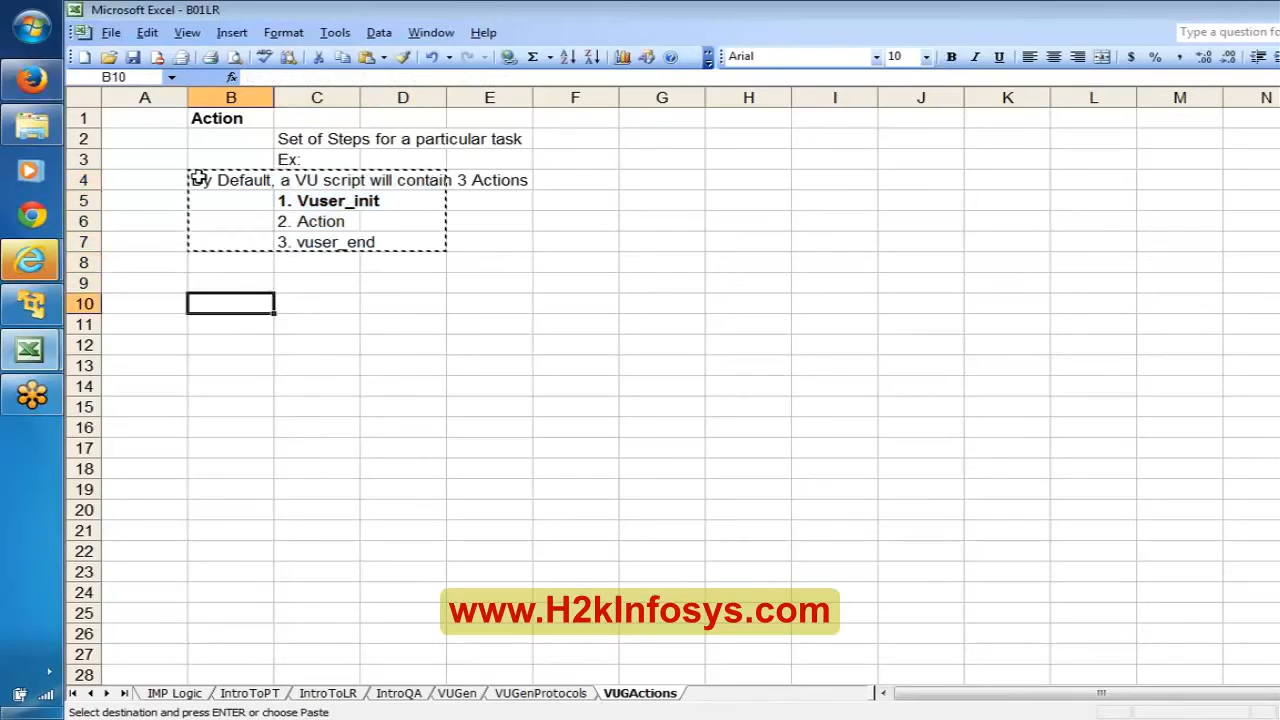 Microsoft Excel - B01LR
File Edit View Insert Format Tools Data Window Help
Type a question fo
Arial 10 B I U $ % ,
B10 fx
A B C D E F G H I J K L M N
1 Action
2 Set of Steps for a particular task
3 Ex:
4 By Default, a VU script will contain 3 Actions
5 1. Vuser_init
6 2. Action
7 3. vuser_end
8
9
10
11
12
13
14
15
16
17
18
19
20
21
22
23
24
www.H2kInfosys.com
25
26
27
28
IMP Logic IntroToPT IntroToLR IntroQA VUGen VUGenProtocols VUGActions
Select destination and press ENTER or choose Paste